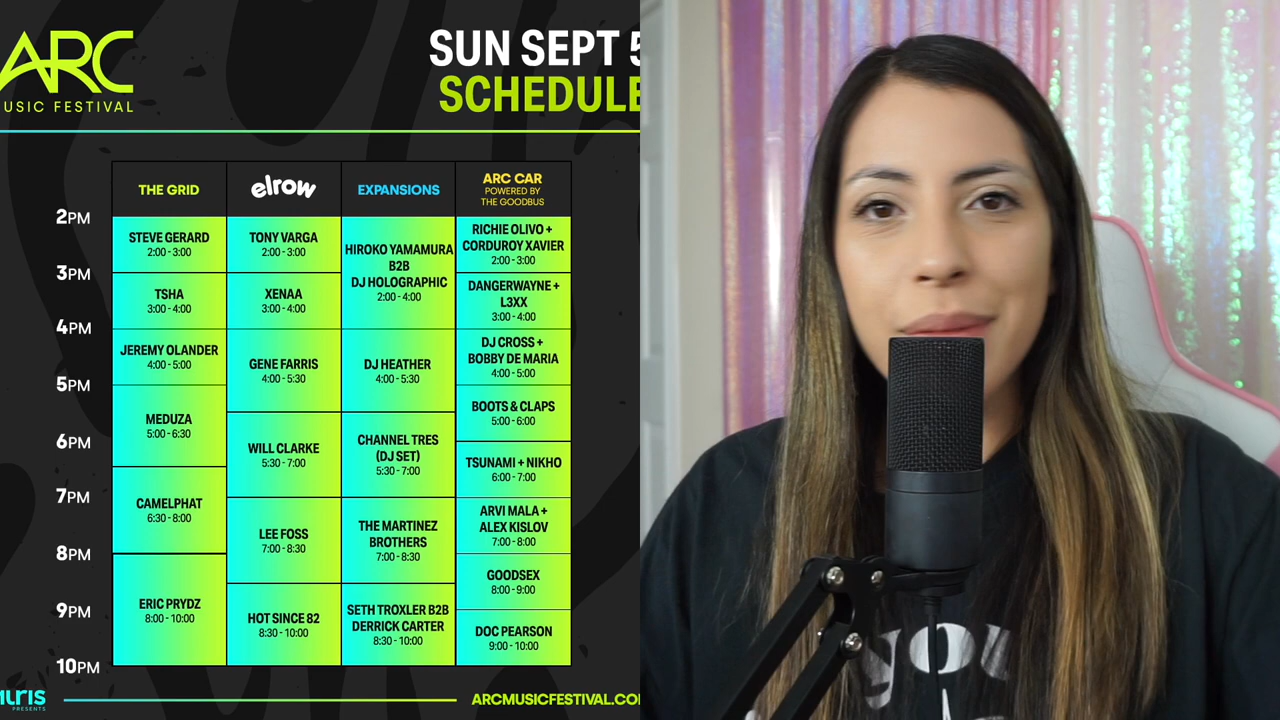 ARC
USIC FESTIVAL
SUN SEPT 5
SCHEDULE
THE GRID
elrow
EXPANSIONS
ARC CAR
POWERED BY
THE GOODBUS
2PM
STEVE GERARD
2:00 - 3:00
TONY VARGA
2:00 - 3:00
HIROKO YAMAMURA
B2B
DJ HOLOGRAPHIC
2:00 - 4:00
RICHIE OLIVO +
CORDUROY XAVIER
2:00 - 3:00
3PM
TSHA
3:00 - 4:00
XENAA
3:00 - 4:00
DANGERWAYNE +
L3XX
3:00 - 4:00
4PM
JEREMY OLANDER
4:00 - 5:00
GENE FARRIS
4:00 - 5:30
DJ HEATHER
4:00 - 5:30
DJ CROSS +
BOBBY DE MARIA
4:00 - 5:00
5PM
MEDUZA
5:00 - 6:30
WILL CLARKE
5:30 - 7:00
CHANNEL TRES
(DJ SET)
5:30 - 7:00
BOOTS & CLAPS
5:00 - 6:00
6PM
CAMELPHAT
6:30 - 8:00
TSUNAMI + NIKHO
6:00 - 7:00
7PM
LEE FOSS
7:00 - 8:30
THE MARTINEZ
BROTHERS
7:00 - 8:30
ARVI MALA +
ALEX KISLOV
7:00 - 8:00
8PM
ERIC PRYDZ
8:00 - 10:00
HOT SINCE 82
8:30 - 10:00
SETH TROXLER B2B
DERRICK CARTER
8:30 - 10:00
GOODSEX
8:00 - 9:00
9PM
DOC PEARSON
9:00 - 10:00
10PM
PRESENTS
ARCMUSICFESTIVAL.CO
you